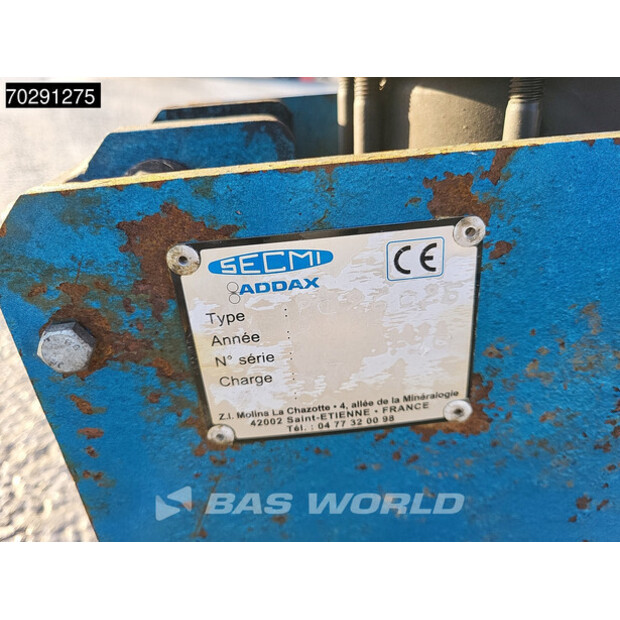 70291275
SECMI
ADDAX
CE
Type :
Année :
N° série :
Charge :
Z.I. Molina La Chazotte • 4, allée de la Minéralogie
42002 Saint-ETIENNE • FRANCE
Tél. : 04 77 32 00 98
BAS WORLD